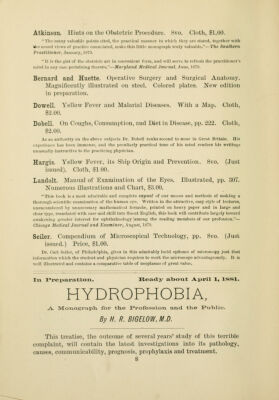 Atkinson. Hints on the Obstetric Procedure. 8vo. Cloth, $1.00.
"The many valuable points cited, the practical manner in which they are stated, together with
the sound views of practice enunciated, make this little monograph truly valuable."—The Southern
Practitioner, January, 1879.
"It is the gist of the obstetric art in convenient form, and will serve to refresh the practitioner's
mind in any case pertaining thereto."—Maryland Medical Journal, June, 1879.
Bernard and Huette. Operative Surgery and Surgical Anatomy.
Magnificently illustrated on steel. Colored plates. New edition
in preparation.
Dowell. Yellow Fever and Malarial Diseases. With a Map. Cloth,
$2.00.
Dobell. On Coughs, Consumption, and Diet in Disease, pp. 222. Cloth,
$2.00.
As an authority on the above subjects Dr. Dobell ranks second to none in Great Britain. His
experience has been immense, and the peculiarly practical tone of his mind renders his writings
unusually instructive to the practicing physician.
Hargis. Yellow Fever, its Ship Origin and Prevention. 8vo. (Just
issued), Cloth, $1.00.
Landolt. Manual of Examination of the Eyes. Illustrated, pp. 307.
Numerous illustrations and Chart, $3.00.
"This book is a most admirable and complete exposé of our means and methods of making a
thorough scientific examination of the human eye. Written in the attractive, easy style of lectures,
unencumbered by unnecessary mathematical formulæ, printed on heavy paper and in large and
clear type, translated with care and skill into fluent English, this book will contribute largely toward
awakening greater interest for ophthalmology among the reading members of our profession."—
Chicago Medical Journal and Examiner, August, 1879.
Seiler. Compendium of Microscopical Technology, pp. 8vo. (Just
issued.) Price, $1.00.
Dr. Carl Seiler, of Philadelphia, gives in this admirably bold epitome of microscopy just that
information which the student and physician requires to work the microscope advantageously. It is
well illustrated and contains a comparative table of neoplasms of great value.
In Preparation. Ready about April 1, 1881.
HYDROPHOBIA,
A Monograph for the Profession and the Public.
By H. R. BIGELOW, M.D.
This treatise, the outcome of several years' study of this terrible
complaint, will contain the latest investigations into its pathology,
causes, communicability, prognosis, prophylaxis and treatment.
8